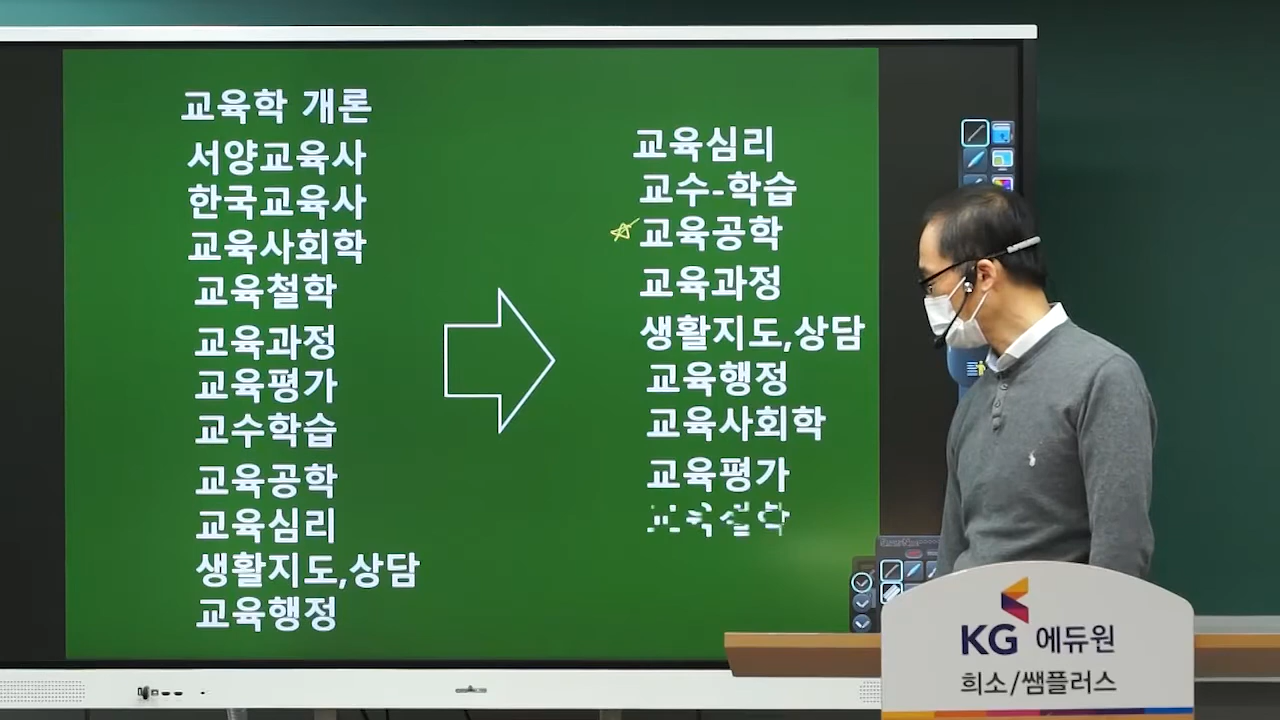 교육학 개론
서양교육사
한국교육사
교육사회학
교육철학
교육과정
교육평가
교수학습
교육공학
교육심리
생활지도,상담
교육행정
교육심리
교수-학습
교육공학
교육과정
생활지도,상담
교육행정
교육사회학
교육평가
KG 에듀원
희소/쌤플러스